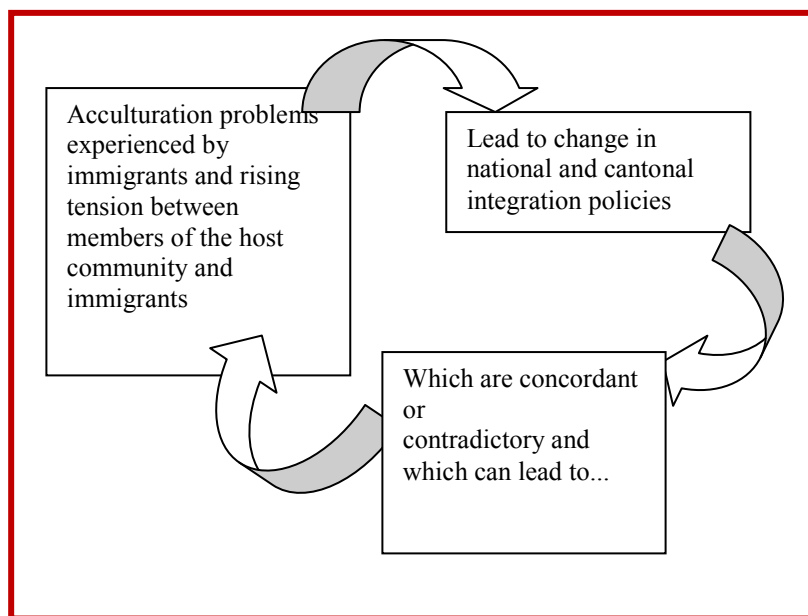 Acculturation problems
experienced by
immigrants and rising
tension between
members of the host
community and
immigrants
Lead to change in
national and cantonal
integration policies
Which are concordant
or
contradictory and
which can lead to...